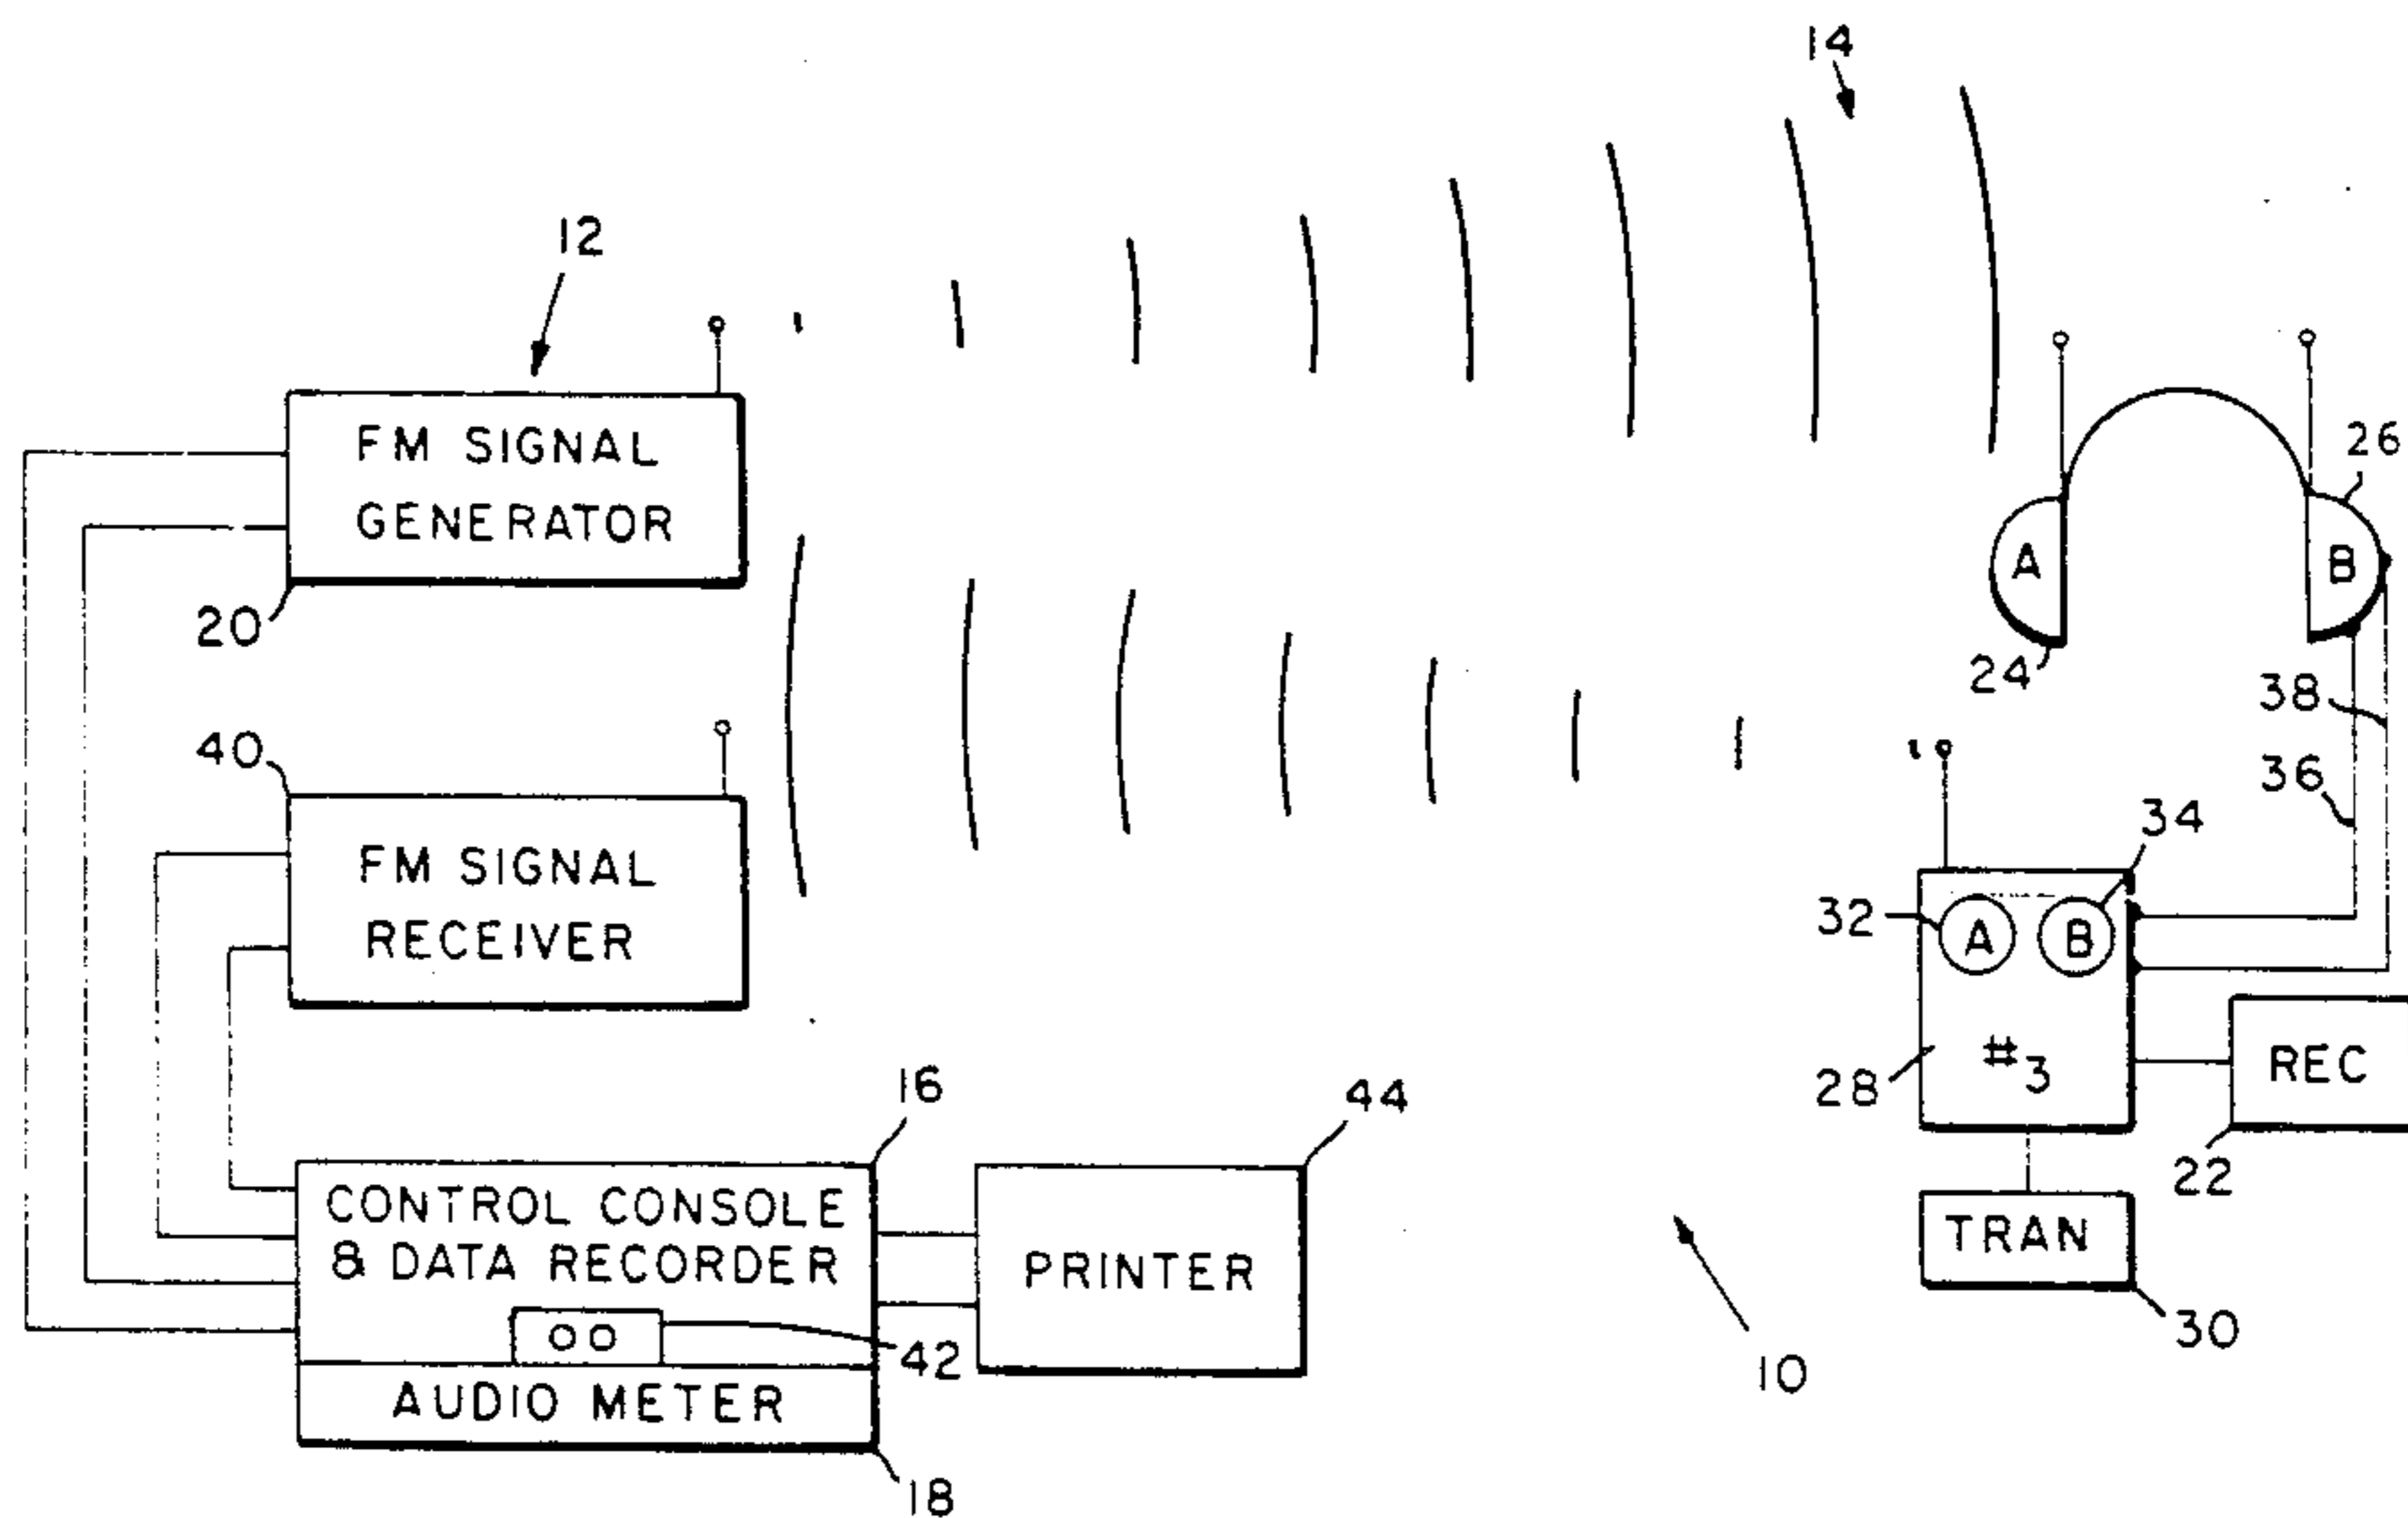 14
12
FM SIGNAL
GENERATOR
20
26
A
B
24
38
40
36
34
FM SIGNAL
RECEIVER
32
A
B
#3
28
REC
22
16
44
CONTROL CONSOLE
& DATA RECORDER
PRINTER
TRAN
30
OO
42
10
AUDIO METER
18